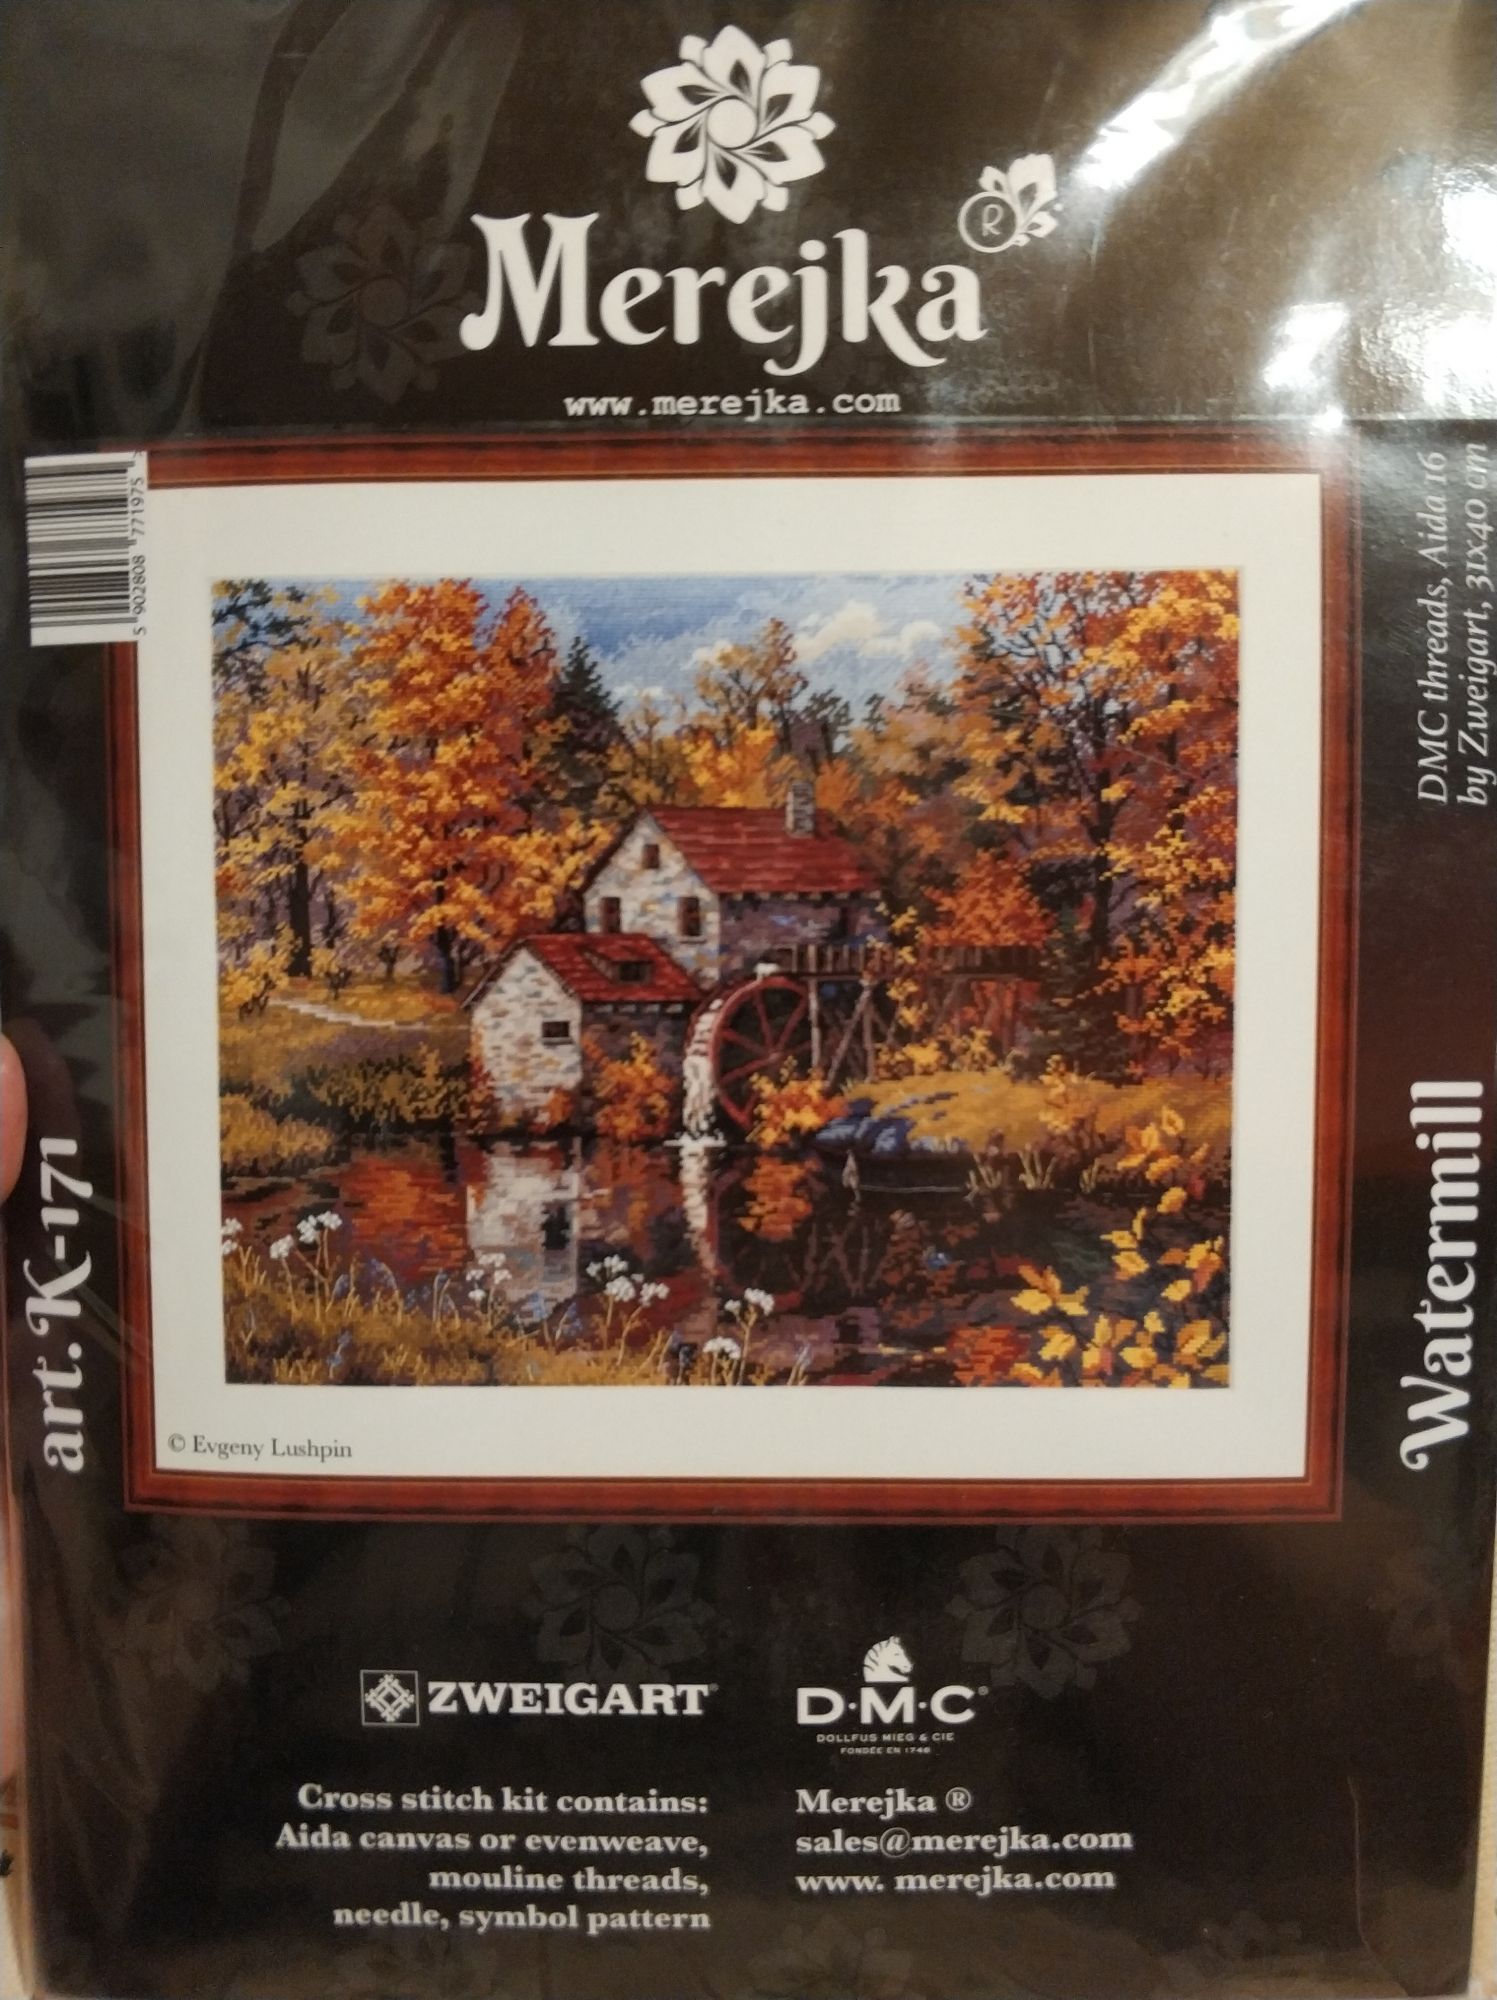 Merejka
R
www.merejka.com
5 902808 771975
DMC threads, Aida 16
by Zweigart, 31x40 cm
art.K-171
Watermill
© Evgeny Lushpin
ZWEIGART®
D·M·C®
DOLLFUS MIEG & CIE
FONDÉE EN 1746
Cross stitch kit contains:
Aida canvas or evenweave,
mouline threads,
needle, symbol pattern
Merejka ®
sales@merejka.com
www. merejka.com